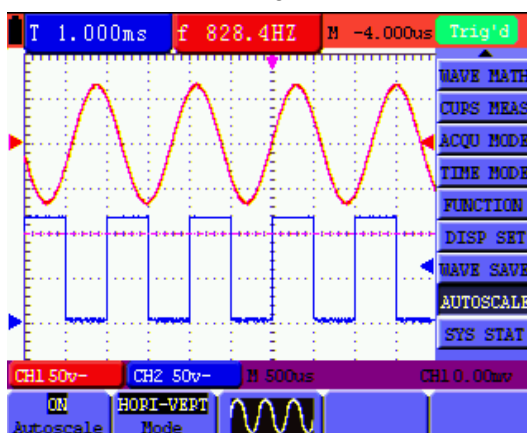 T 1.000ms f 828.4HZ M -4.000us Trig'd
WAVE MATH
CUPS MEAS
ACQU MODE
TIME MODE
FUNCTION
DISP SET
WAVE SAVE
AUTOSCALE
SYS STAT
CH1 50v~ CH2 50v~ M 500us CH1 0.00mv
ON HORI-VERT
Autoscale Mode